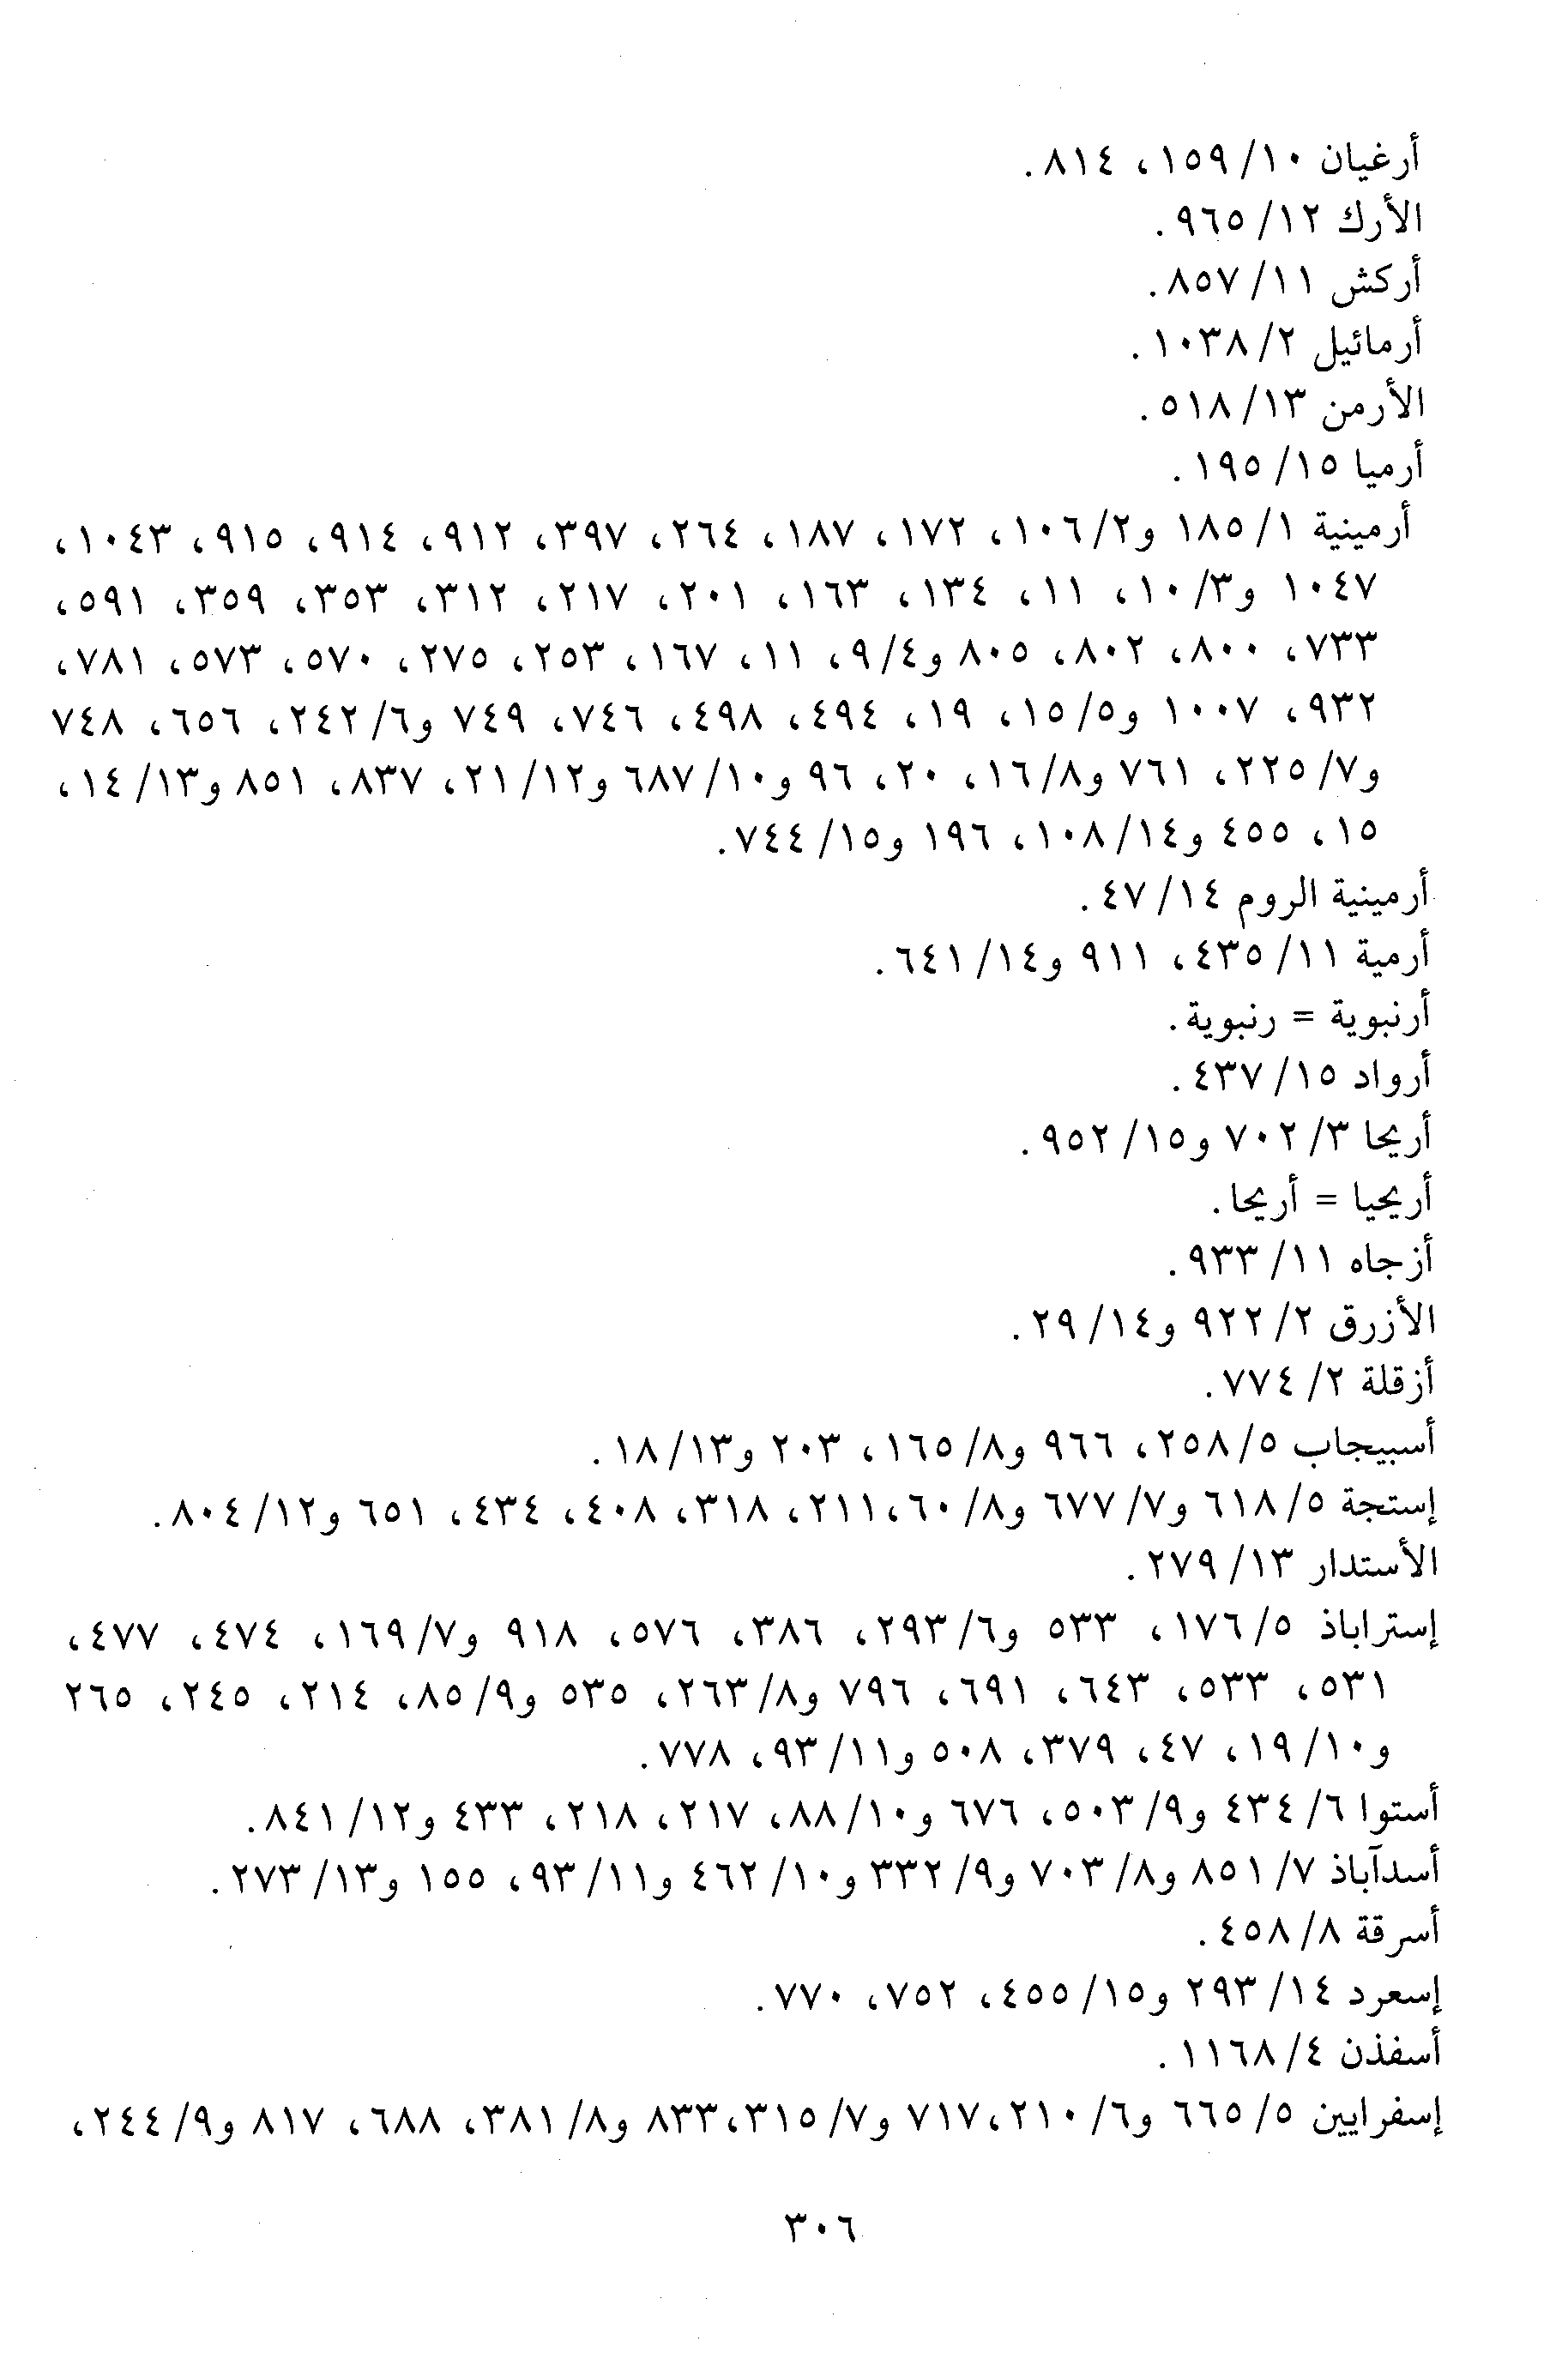 أرغيان ١٠/ ١٥٩، ٨١٤.
الأرك ١٢/ ٩٦٥.
أركش ١١/ ٨٥٧.
أرمائيل ٢/ ١٠٣٨.
الأرمن ١٣/ ٥١٨.
أرميا ١٥/ ١٩٥.
أرمينية ١/ ١٨٥ و٢/ ١٠٦، ١٧٢، ١٨٧، ٢٦٤، ٣٩٧، ٩١٢، ٩١٤، ٩١٥، ١٠٤٣،
١٠٤٧ و٣/ ١٠، ١١، ١٣٤، ١٦٣، ٢٠١، ٢١٧، ٣١٢، ٣٥٣، ٣٥٩، ٥٩١،
٧٣٣، ٨٠٠، ٨٠٢، ٨٠٥ و٤/ ٩، ١١، ١٦٧، ٢٥٣، ٢٧٥، ٥٧٠، ٥٧٣، ٧٨١،
٩٣٢، ١٠٠٧ و٥/ ١٥، ١٩، ٤٩٤، ٤٩٨، ٧٤٦، ٧٤٩ و٦/ ٢٤٢، ٦٥٦، ٧٤٨
و٧/ ٢٢٥، ٧٦١ و٨/ ١٦، ٢٠، ٩٦ و١٠/ ٦٨٧ و١٢/ ٢١، ٨٣٧، ٨٥١ و١٣/ ١٤،
١٥، ٤٥٥ و١٤/ ١٠٨، ١٩٦ و١٥/ ٧٤٤.
أرمينية الروم ١٤/ ٤٧.
أرمية ١١/ ٤٣٥، ٩١١ و١٤/ ٦٤١.
أرنبوية = رنبوية.
أرواد ١٥/ ٤٣٧.
أريحا ٣/ ٧٠٢ و١٥/ ٩٥٢.
أريحيا = أريحا.
أزجاه ١١/ ٩٣٣.
الأزرق ٢/ ٩٢٢ و١٤/ ٢٩.
أزقلة ٢/ ٧٧٤.
أسبيجاب ٥/ ٢٥٨، ٩٦٦ و٨/ ١٦٥، ٢٠٣ و١٣/ ١٨.
إستجة ٥/ ٦١٨ و٧/ ٦٧٧ و٨/ ٦٠، ٢١١، ٣١٨، ٤٠٨، ٤٣٤، ٦٥١ و١٢/ ٨٠٤.
الأستدار ١٣/ ٢٧٩.
إستراباذ ٥/ ١٧٦، ٥٣٣ و٦/ ٢٩٣، ٣٨٦، ٥٧٦، ٩١٨ و٧/ ١٦٩، ٤٧٤، ٤٧٧،
٥٣١، ٥٣٣، ٦٤٣، ٦٩١، ٧٩٦ و٨/ ٢٦٣، ٥٣٥ و٩/ ٨٥، ٢١٤، ٢٤٥، ٢٦٥
و١٠/ ١٩، ٤٧، ٣٧٩، ٥٠٨ و١١/ ٩٣، ٧٧٨.
أستوا ٦/ ٤٣٤ و٩/ ٥٠٣، ٦٧٦ و١٠/ ٨٨، ٢١٧، ٢١٨، ٤٣٣ و١٢/ ٨٤١.
أسدآباذ ٧/ ٨٥١ و٨/ ٧٠٣ و٩/ ٣٣٢ و١٠/ ٤٦٢ و١١/ ٩٣، ١٥٥ و١٣/ ٢٧٣.
أسرقة ٨/ ٤٥٨.
إسعرد ١٤/ ٢٩٣ و١٥/ ٤٥٥، ٧٥٢، ٧٧٠.
أسفذن ٤/ ١١٦٨.
إسفرايين ٥/ ٦٦٥ و٦/ ٢١٠، ٧١٧ و٧/ ٣١٥، ٨٣٣ و٨/ ٣٨١، ٦٨٨، ٨١٧ و٩/ ٢٤٤،
٣٠٦